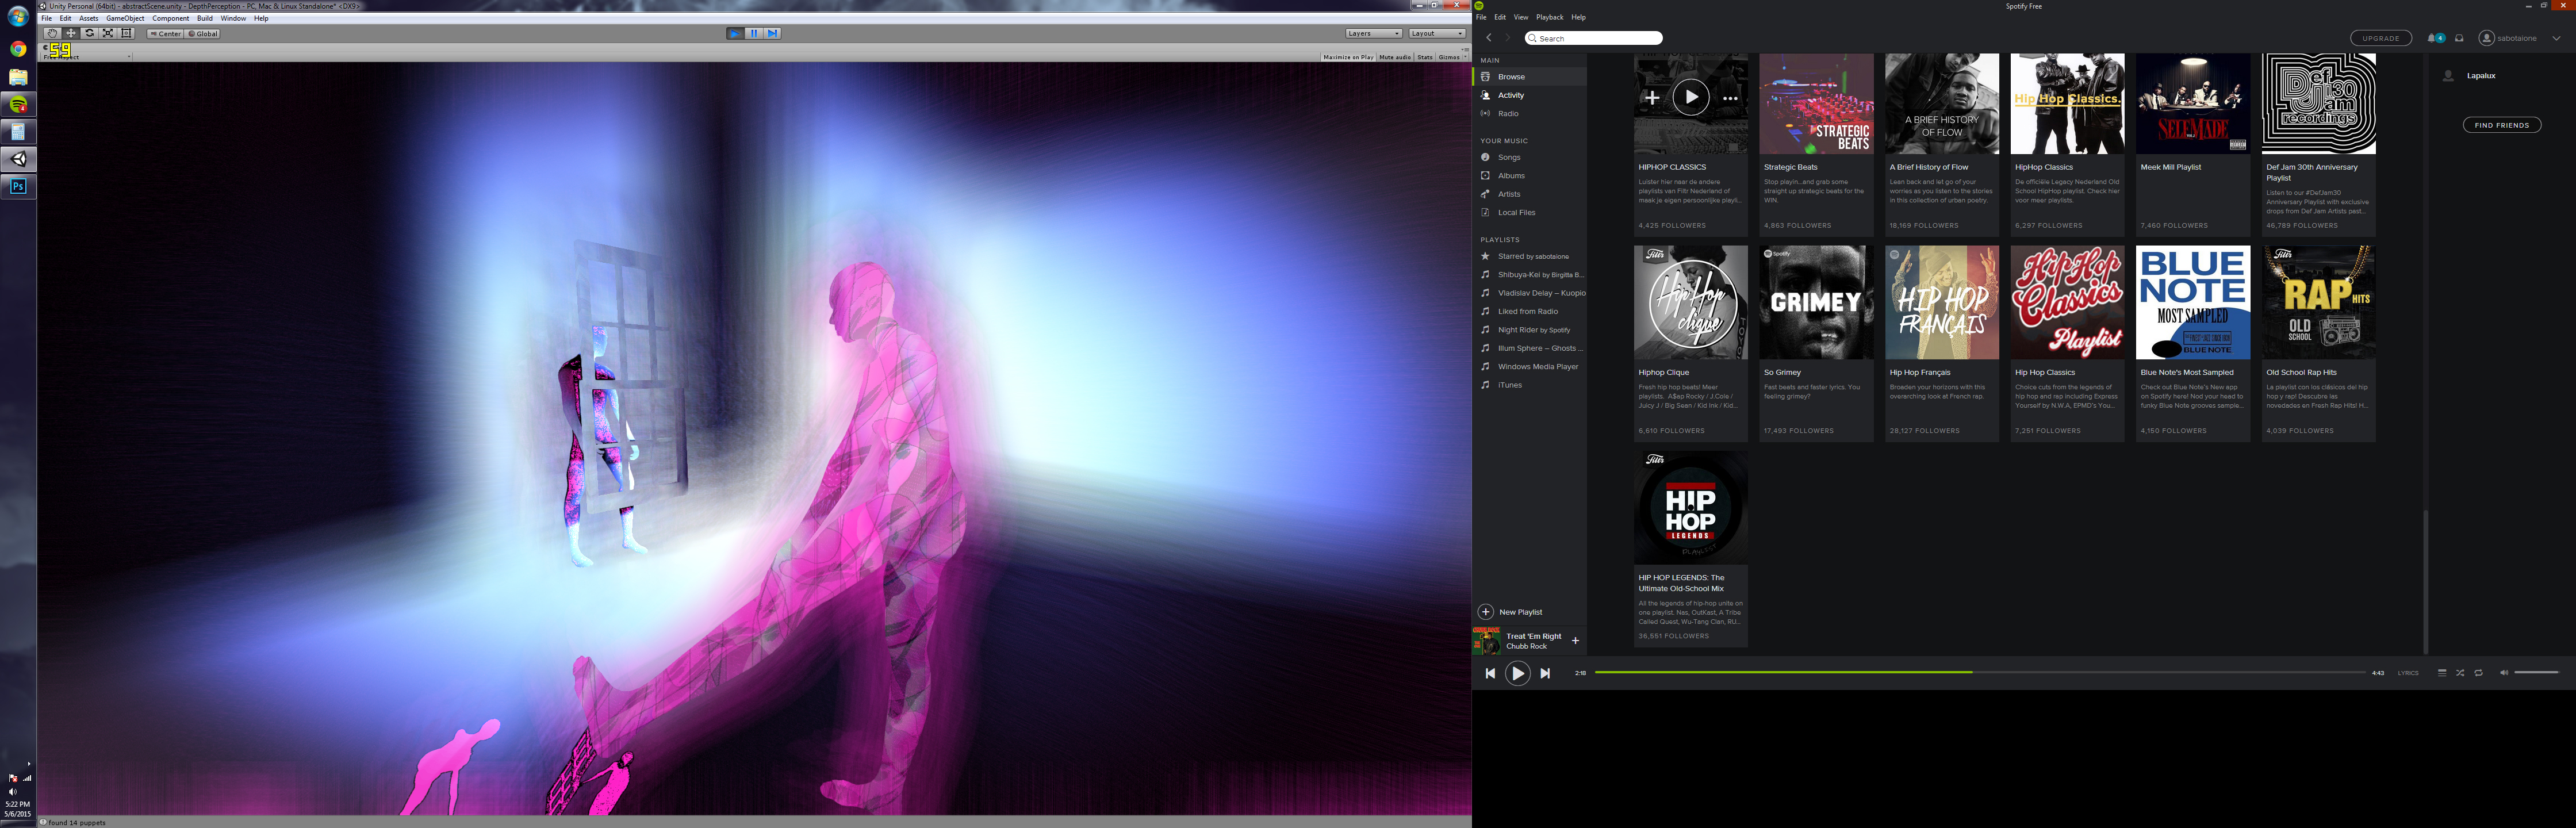 Unity Personal (64bit) - abstractScene.unity - DepthPerception - PC, Mac & Linux Standalone* <DX9>
File Edit Assets GameObject Component Build Window Help
Center Global
Layers Layout
59
Free Aspect
Maximize on Play Mute audio Stats Gizmos
Ps
5:22 PM
5/6/2015
found 14 puppets
Spotify Free
File Edit View Playback Help
Search
UPGRADE
4
sabotaione
MAIN
Browse
Activity
Radio
YOUR MUSIC
Songs
Albums
Artists
Local Files
PLAYLISTS
Starred by sabotaione
Shibuya-Kei by Birgitta B...
Vladislav Delay – Kuopio
Liked from Radio
Night Rider by Spotify
Illum Sphere – Ghosts ...
Windows Media Player
iTunes
New Playlist
Treat 'Em Right
Chubb Rock
STRATEGIC
BEATS
A BRIEF HISTORY
OF FLOW
Hip Hop Classics.
SELF MADE
Def
Jam 30
recordings
HIPHOP CLASSICS
Luister hier naar de andere
playlists van Filtr Nederland of
maak je eigen persoonlijke playli...
4,425 FOLLOWERS
Strategic Beats
Stop playin...and grab some
straight up strategic beats for the
WIN.
4,863 FOLLOWERS
A Brief History of Flow
Lean back and let go of your
worries as you listen to the stories
in this collection of urban poetry.
18,169 FOLLOWERS
HipHop Classics
De officiële Legacy Nederland Old
School HipHop playlist. Check hier
voor meer playlists.
5,297 FOLLOWERS
Meek Mill Playlist
7,460 FOLLOWERS
Def Jam 30th Anniversary
Playlist
Listen to our #DefJam30
Anniversary Playlist with exclusive
drops from Def Jam Artists past...
46,789 FOLLOWERS
Filtr
Hip Hop
clique
Spotify
GRIMEY
HIP HOP
FRANÇAIS
Hip Hop
Classics
Playlist
BLUE
NOTE
MOST SAMPLED
BLUE NOTE
Filtr
RAP HITS
OLD
SCHOOL
Hiphop Clique
Fresh hip hop beats! Meer
playlists. A$ap Rocky / J.Cole /
Juicy J / Big Sean / Kid Ink / Kid...
6,610 FOLLOWERS
So Grimey
Fast beats and faster lyrics. You
feeling grimey?
17,493 FOLLOWERS
Hip Hop Français
Broaden your horizons with this
overarching look at French rap.
28,127 FOLLOWERS
Hip Hop Classics
Choice cuts from the legends of
hip hop and rap including Express
Yourself by N.W.A, EPMD's You...
7,251 FOLLOWERS
Blue Note's Most Sampled
Check out Blue Note's New app
on Spotify here! Nod your head to
funky Blue Note grooves sample...
4,150 FOLLOWERS
Old School Rap Hits
La playlist con los clásicos del hip
hop y rap! Descubre las
novedades en Fresh Rap Hits! H...
4,039 FOLLOWERS
Filtr
HIP
HOP
LEGENDS
PLAYLIST
HIP HOP LEGENDS: The
Ultimate Old-School Mix
All the legends of hip-hop unite on
one playlist. Nas, OutKast, A Tribe
Called Quest, Wu-Tang Clan, RU...
36,551 FOLLOWERS
Lapalux
FIND FRIENDS
2:18
4:43
LYRICS